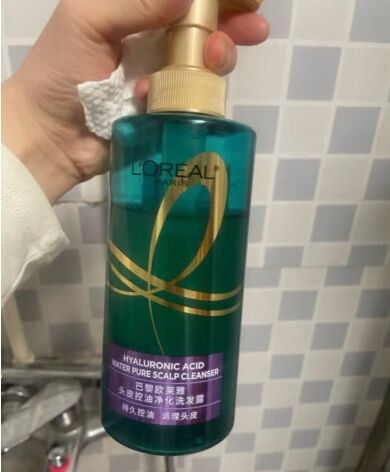 L'ORÉAL
PARIS
HYALURONIC ACID
WATER PURE SCALP CLEANSER
巴黎欧莱雅
头皮控油净化洗发露
持久控油 调理头皮